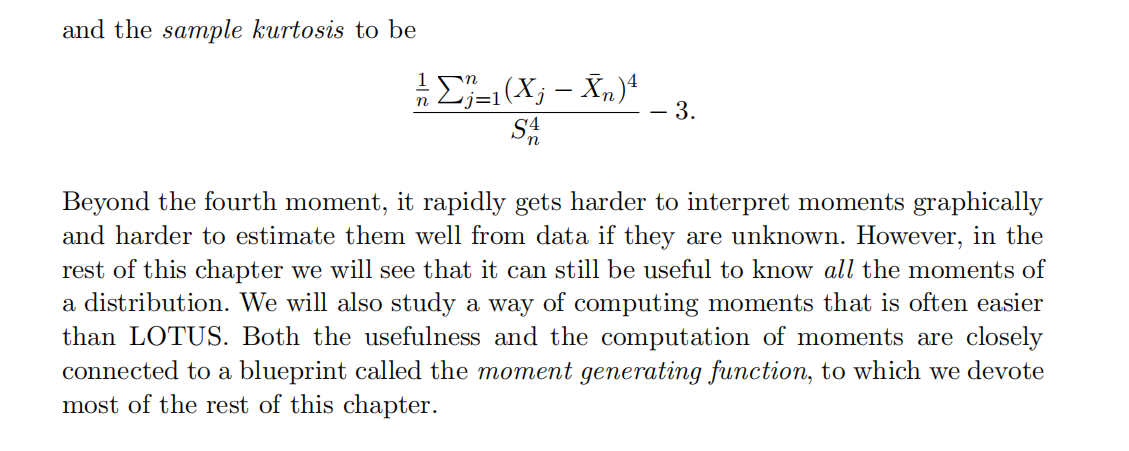 and the sample kurtosis to be
\frac{\frac{1}{n} \sum_{j=1}^{n} (X_j - \bar{X}_n)^4}{S_n^4} - 3.
Beyond the fourth moment, it rapidly gets harder to interpret moments graphically
and harder to estimate them well from data if they are unknown. However, in the
rest of this chapter we will see that it can still be useful to know all the moments of
a distribution. We will also study a way of computing moments that is often easier
than LOTUS. Both the usefulness and the computation of moments are closely
connected to a blueprint called the moment generating function, to which we devote
most of the rest of this chapter.